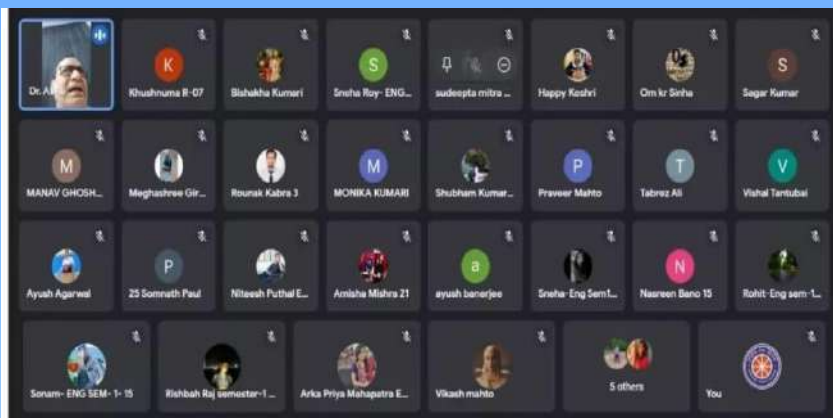 Dr. A
K
Khushnuma R-07
Bishakha Kumari
S
Sneha Roy- ENG...
sudeepta mitra ...
Happy Koshri
Om kr Sinha
S
Sagar Kumar
M
MANAV GHOSH...
Meghashree Gir...
Rounak Kabra 3
M
MONIKA KUMARI
Shubham Kumar...
P
Praveer Mahto
T
Tabrez Ali
V
Vishal Tantubai
Ayush Agarwal
P
25 Somnath Paul
Niteesh Puthal E...
Amisha Mishra 21
a
ayush banerjee
Sneha- Eng Sem1...
N
Nasreen Bano 15
Rohit-Eng sem-1...
Sonam- ENG SEM- 1- 15
Rishbah Raj semester-1 ...
Arka Priya Mahapatra E...
Vikash mahto
5 others
You